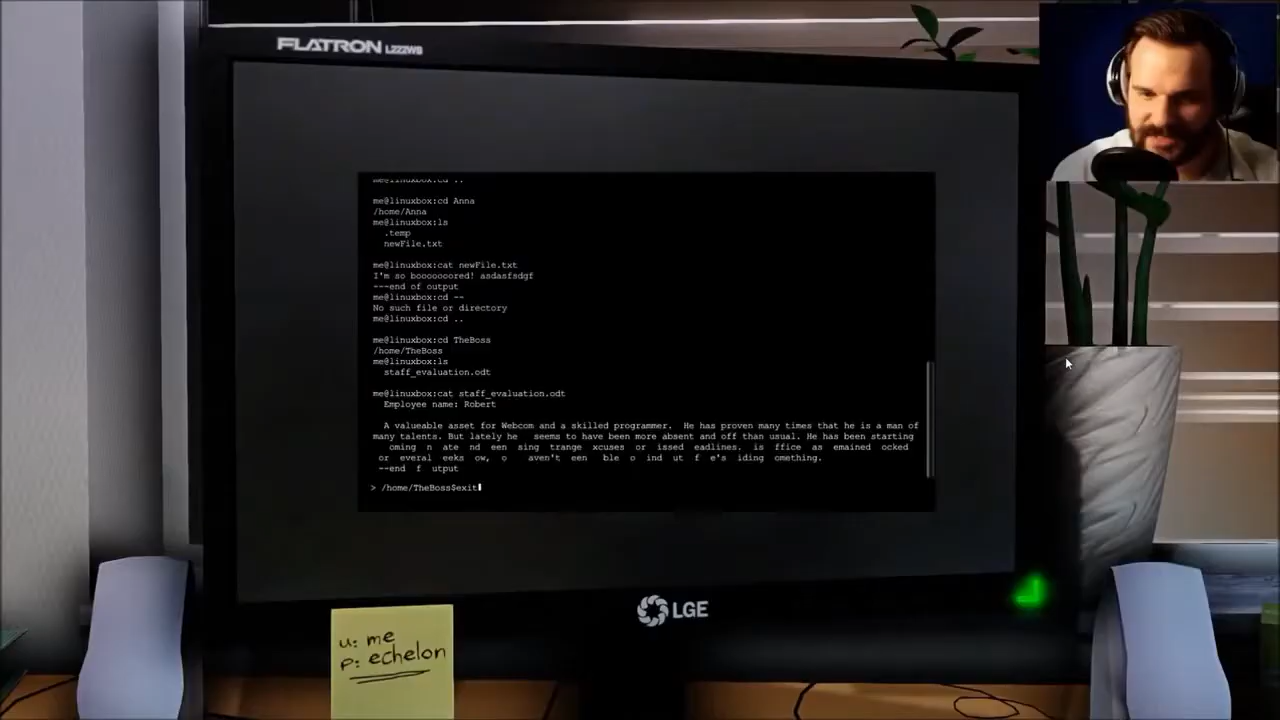 FLATRON L222WS
me@linuxbox:cd ..
me@linuxbox:cd Anna
/home/Anna
me@linuxbox:ls
.temp
newFile.txt
me@linuxbox:cat newFile.txt
I'm so booooooored! asdasfsdgf
---end of output
me@linuxbox:cd --
No such file or directory
me@linuxbox:cd ..
me@linuxbox:cd TheBoss
/home/TheBoss
me@linuxbox:ls
staff_evaluation.odt
me@linuxbox:cat staff_evaluation.odt
Employee name: Robert
A valueable asset for Webcom and a skilled programmer. He has proven many times that he is a man of
many talents. But lately he seems to have been more absent and off than usual. He has been starting
oming n ate nd een sing trange xcuses or issed eadlines. is ffice as emained ocked
or everal eeks ow, o aven't een ble o ind ut f e's iding omething.
--end f utput
> /home/TheBoss$exit
LGE
u: me
p: echelon